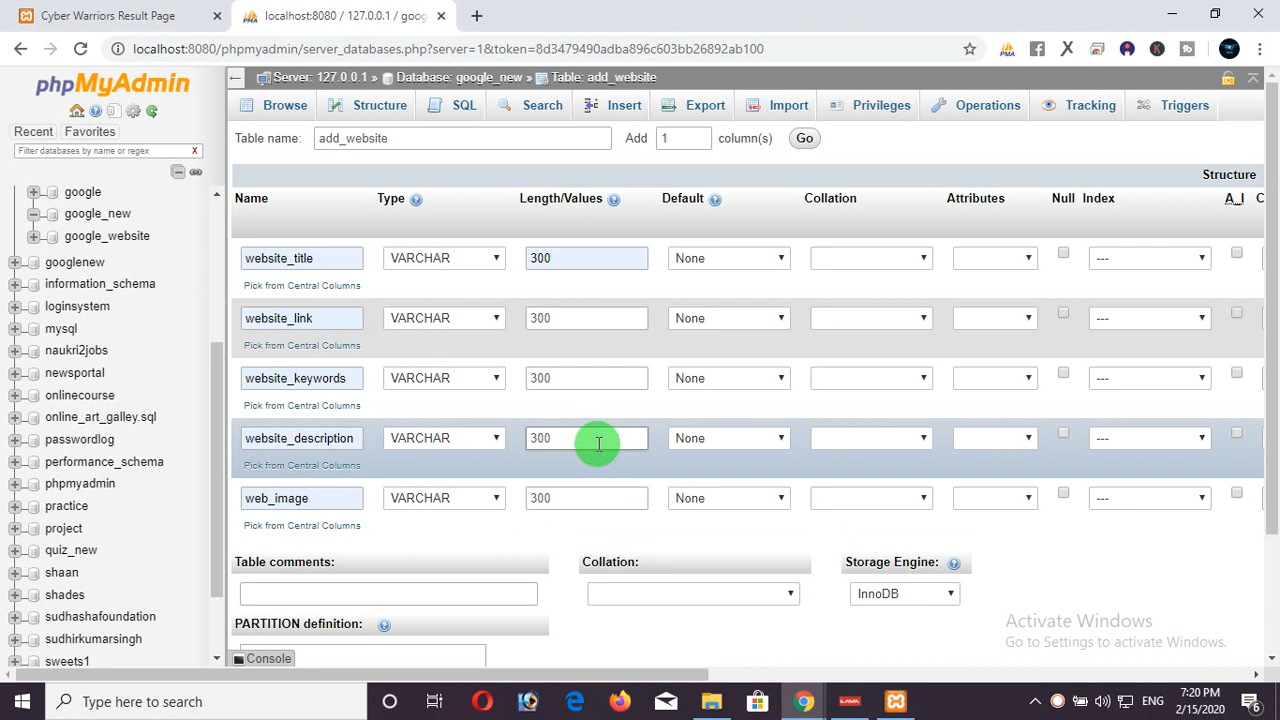 Cyber Warriors Result Page
localhost:8080 / 127.0.0.1 / goog
localhost:8080/phpmyadmin/server_databases.php?server=1&token=8d3479490adba896c603bb26892ab100
phpMyAdmin
Recent Favorites
Filter databases by name or regex X
google
google_new
google_website
googlenew
information_schema
loginsystem
mysql
naukri2jobs
newsportal
onlinecourse
online_art_galley.sql
passwordlog
performance_schema
phpmyadmin
practice
project
quiz_new
shaan
shades
sudhashafoundation
sudhirkumarsingh
sweets1
Server: 127.0.0.1 » Database: google_new » Table: add_website
Browse Structure SQL Search Insert Export Import Privileges Operations Tracking Triggers
Table name: add_website Add 1 column(s) Go
Structure
Name Type Length/Values Default Collation Attributes Null Index A_I C
website_title VARCHAR 300 None ---
Pick from Central Columns
website_link VARCHAR 300 None ---
Pick from Central Columns
website_keywords VARCHAR 300 None ---
Pick from Central Columns
website_description VARCHAR 300 None ---
Pick from Central Columns
web_image VARCHAR 300 None ---
Pick from Central Columns
Table comments: Collation: Storage Engine:
InnoDB
PARTITION definition:
Console
Activate Windows
Go to Settings to activate Windows.
Type here to search
LAVA
ENG
7:20 PM
2/15/2020
6